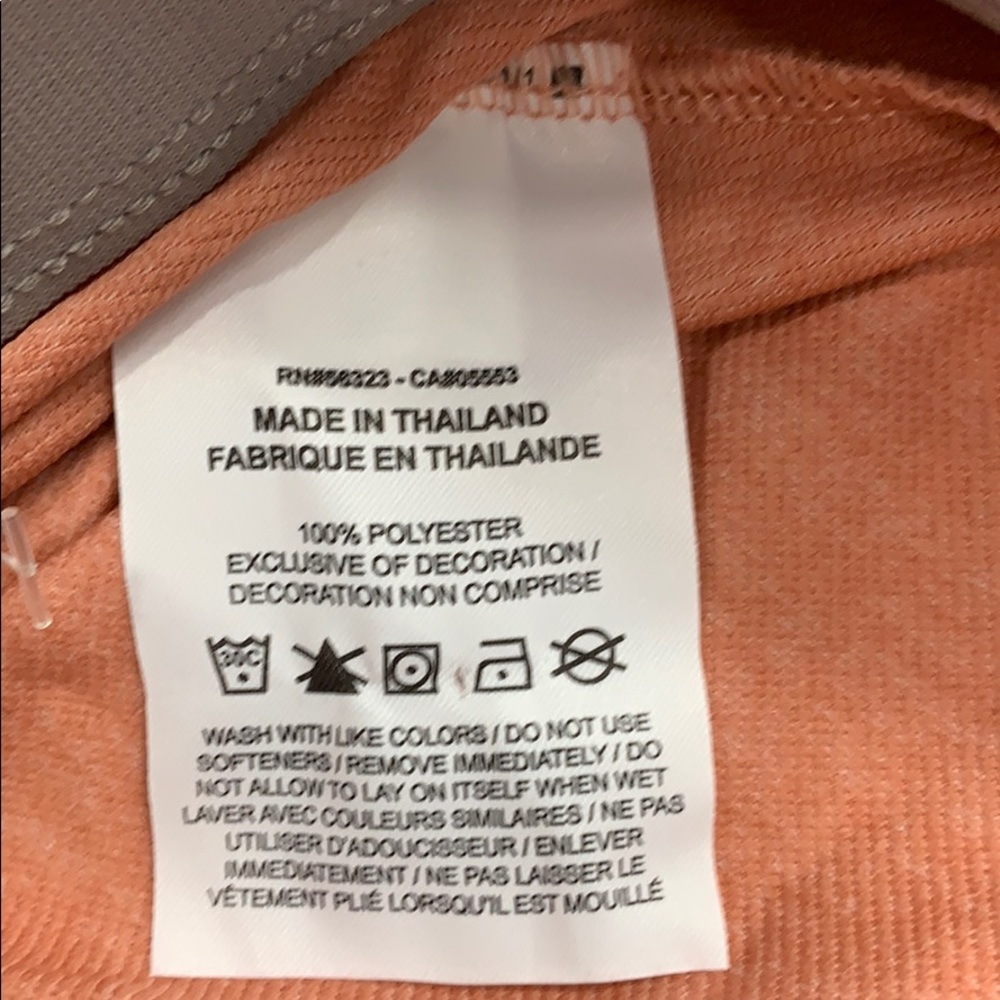 1/1
RN#56323 - CA#05553
MADE IN THAILAND
FABRIQUE EN THAILANDE
100% POLYESTER
EXCLUSIVE OF DECORATION /
DECORATION NON COMPRISE
30C
WASH WITH LIKE COLORS / DO NOT USE
SOFTENERS / REMOVE IMMEDIATELY / DO
NOT ALLOW TO LAY ON ITSELF WHEN WET
LAVER AVEC COULEURS SIMILAIRES / NE PAS
UTILISER D'ADOUCISSEUR / ENLEVER
IMMEDIATEMENT / NE PAS LAISSER LE
VÊTEMENT PLIÉ LORSQU'IL EST MOUILLÉ